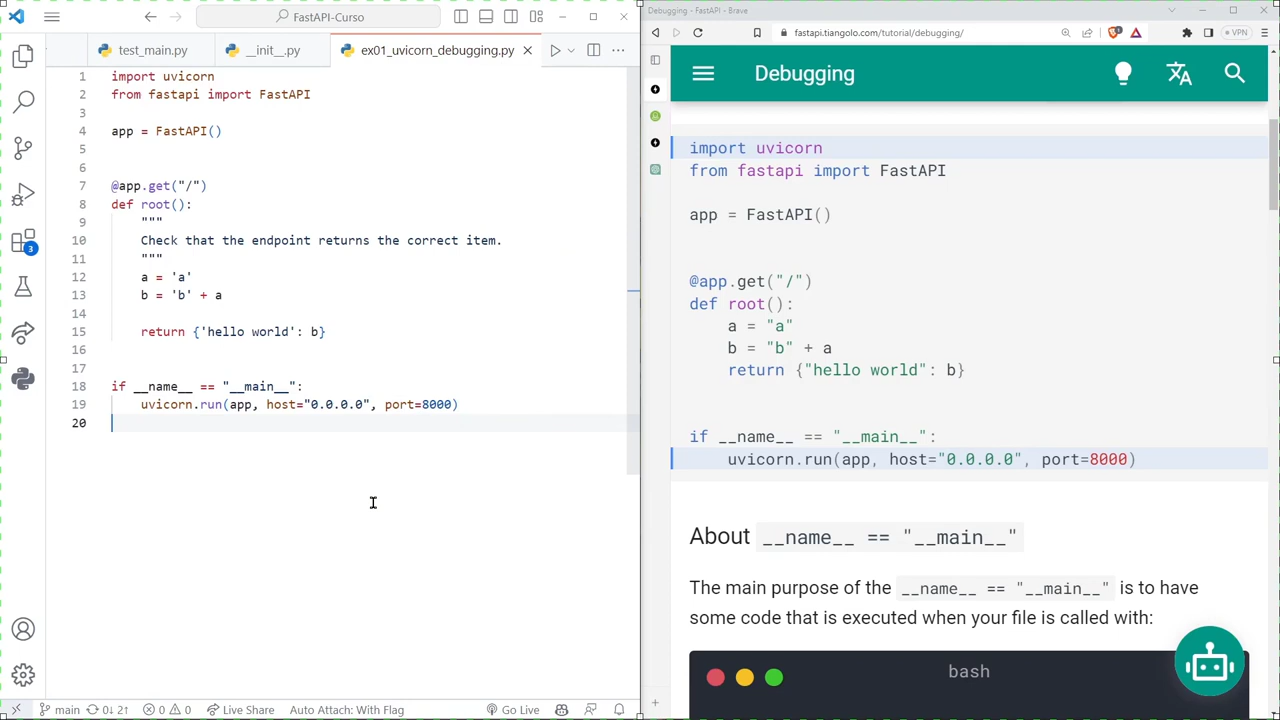 FastAPI-Curso
test_main.py
__init__.py
ex01_uvicorn_debugging.py
1 import uvicorn
2 from fastapi import FastAPI
3
4 app = FastAPI()
5
6
7 @app.get("/")
8 def root():
9 """
10 Check that the endpoint returns the correct item.
11 """
12 a = 'a'
13 b = 'b' + a
14
15 return {'hello world': b}
16
17
18 if __name__ == "__main__":
19 uvicorn.run(app, host="0.0.0.0", port=8000)
20
3
main
0↓ 2↑
0 0
Live Share
Auto Attach: With Flag
Go Live
Debugging - FastAPI - Brave
fastapi.tiangolo.com/tutorial/debugging/
VPN
Debugging
import uvicorn
from fastapi import FastAPI
app = FastAPI()
@app.get("/")
def root():
a = "a"
b = "b" + a
return {"hello world": b}
if __name__ == "__main__":
uvicorn.run(app, host="0.0.0.0", port=8000)
About __name__ == "__main__"
The main purpose of the __name__ == "__main__" is to have
some code that is executed when your file is called with:
bash